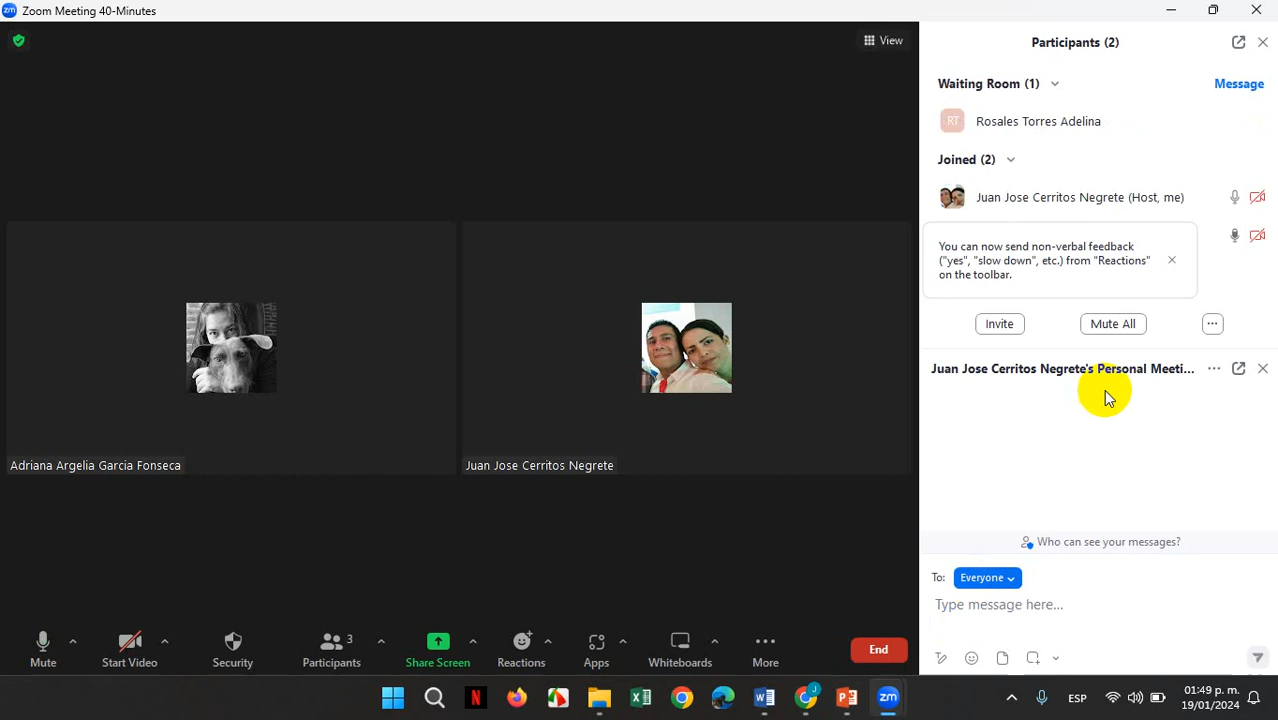 zm Zoom Meeting 40-Minutes
View
Participants (2)
Waiting Room (1)
Message
RT Rosales Torres Adelina
Joined (2)
Juan Jose Cerritos Negrete (Host, me)
You can now send non-verbal feedback
("yes", "slow down", etc.) from "Reactions"
on the toolbar.
Invite
Mute All
Juan Jose Cerritos Negrete's Personal Meeti...
Adriana Argelia Garcia Fonseca
Juan Jose Cerritos Negrete
Who can see your messages?
To: Everyone
Type message here...
Mute
Start Video
Security
3
Participants
Share Screen
Reactions
Apps
Whiteboards
More
End
N
X
W
J
P
zm
ESP
01:49 p. m.
19/01/2024